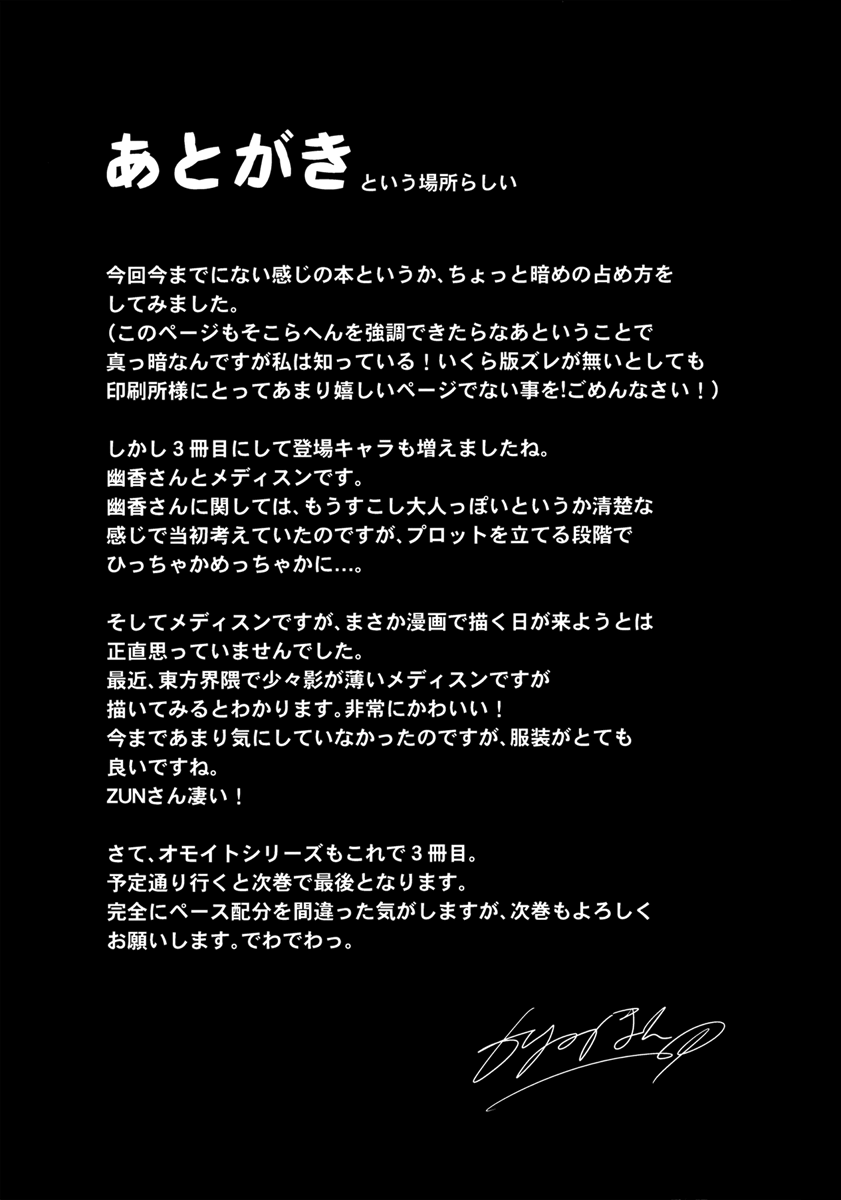 あとがき という場所らしい
今回今までにない感じの本というか、ちょっと暗めの占め方を
してみました。
（このページもそこらへんを強調できたらなあということで
真っ暗なんですが私は知っている！いくら版ズレが無いとしても
印刷所様にとってあまり嬉しいページでない事を!ごめんなさい！）
しかし３冊目にして登場キャラも増えましたね。
幽香さんとメディスンです。
幽香さんに関しては、もうすこし大人っぽいというか清楚な
感じで当初考えていたのですが、プロットを立てる段階で
ひっちゃかめっちゃかに…。
そしてメディスンですが、まさか漫画で描く日が来ようとは
正直思っていませんでした。
最近、東方界隈で少々影が薄いメディスンですが
描いてみるとわかります。非常にかわいい！
今まであまり気にしていなかったのですが、服装がとても
良いですね。
ZUNさん凄い！
さて、オモイトシリーズもこれで３冊目。
予定通り行くと次巻で最後となります。
完全にペース配分を間違った気がしますが、次巻もよろしく
お願いします。でわでわっ。